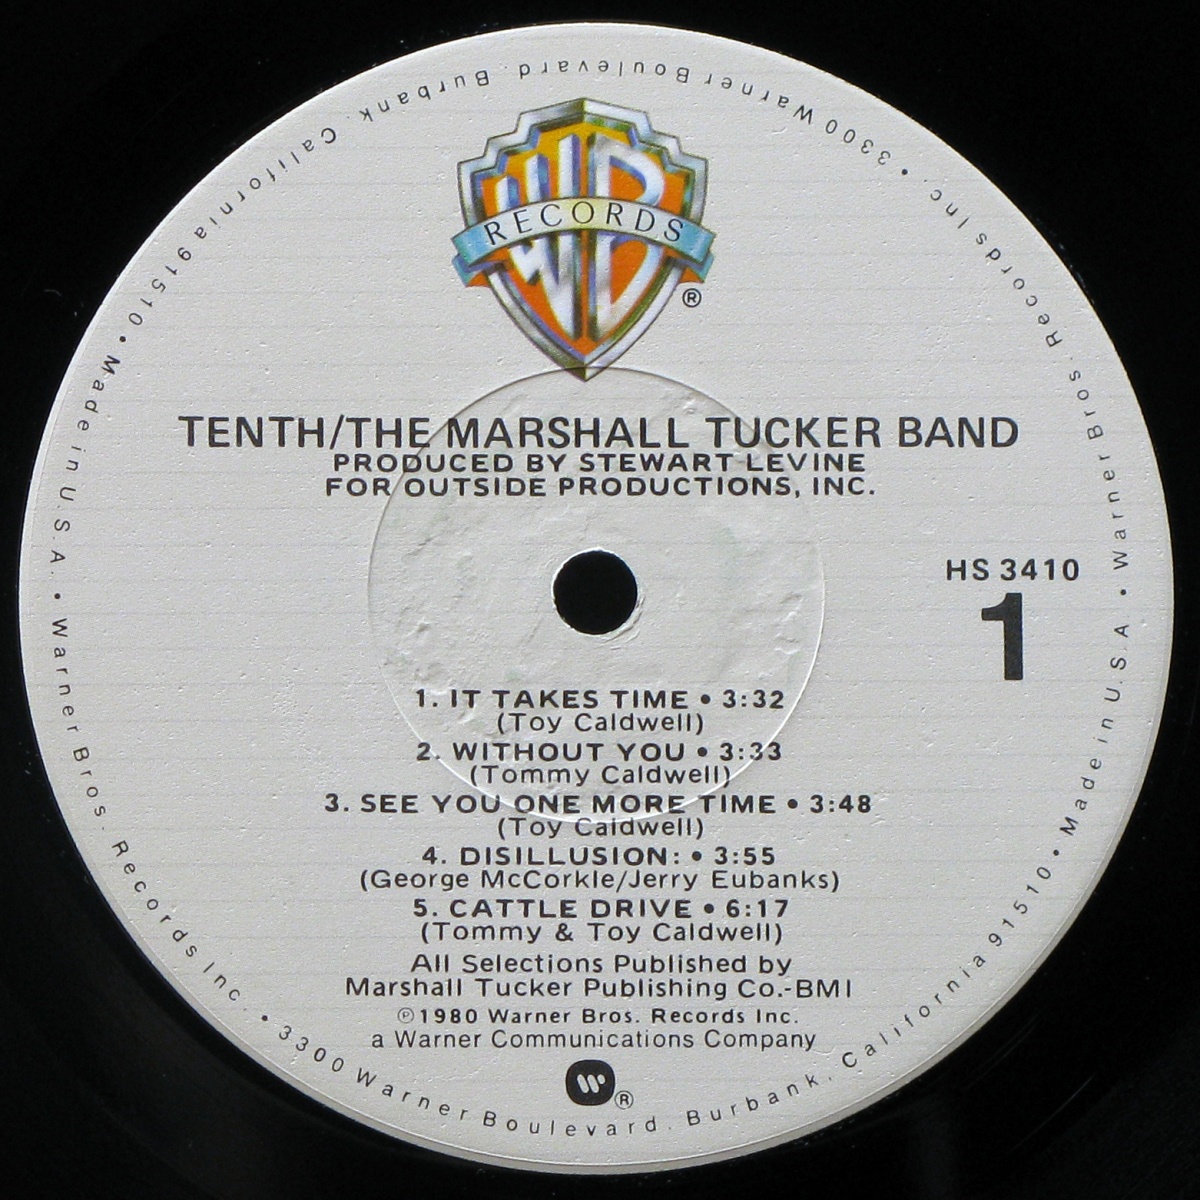 WB
RECORDS
®
TENTH/THE MARSHALL TUCKER BAND
PRODUCED BY STEWART LEVINE
FOR OUTSIDE PRODUCTIONS, INC.
HS 3410
1
1. IT TAKES TIME • 3:32
(Toy Caldwell)
2. WITHOUT YOU • 3:33
(Tommy Caldwell)
3. SEE YOU ONE MORE TIME • 3:48
(Toy Caldwell)
4. DISILLUSION: • 3:55
(George McCorkle/Jerry Eubanks)
5. CATTLE DRIVE • 6:17
(Tommy & Toy Caldwell)
All Selections Published by
Marshall Tucker Publishing Co.-BMI
℗1980 Warner Bros. Records Inc.
a Warner Communications Company
W®
Warner Bros. Records Inc. • 3300 Warner Boulevard. Burbank. California 91510 • Made in U.S.A. • Warner Bros. Records Inc. • 3300 Warner Boulevard. Burbank. California 91510 • Made in U.S.A •